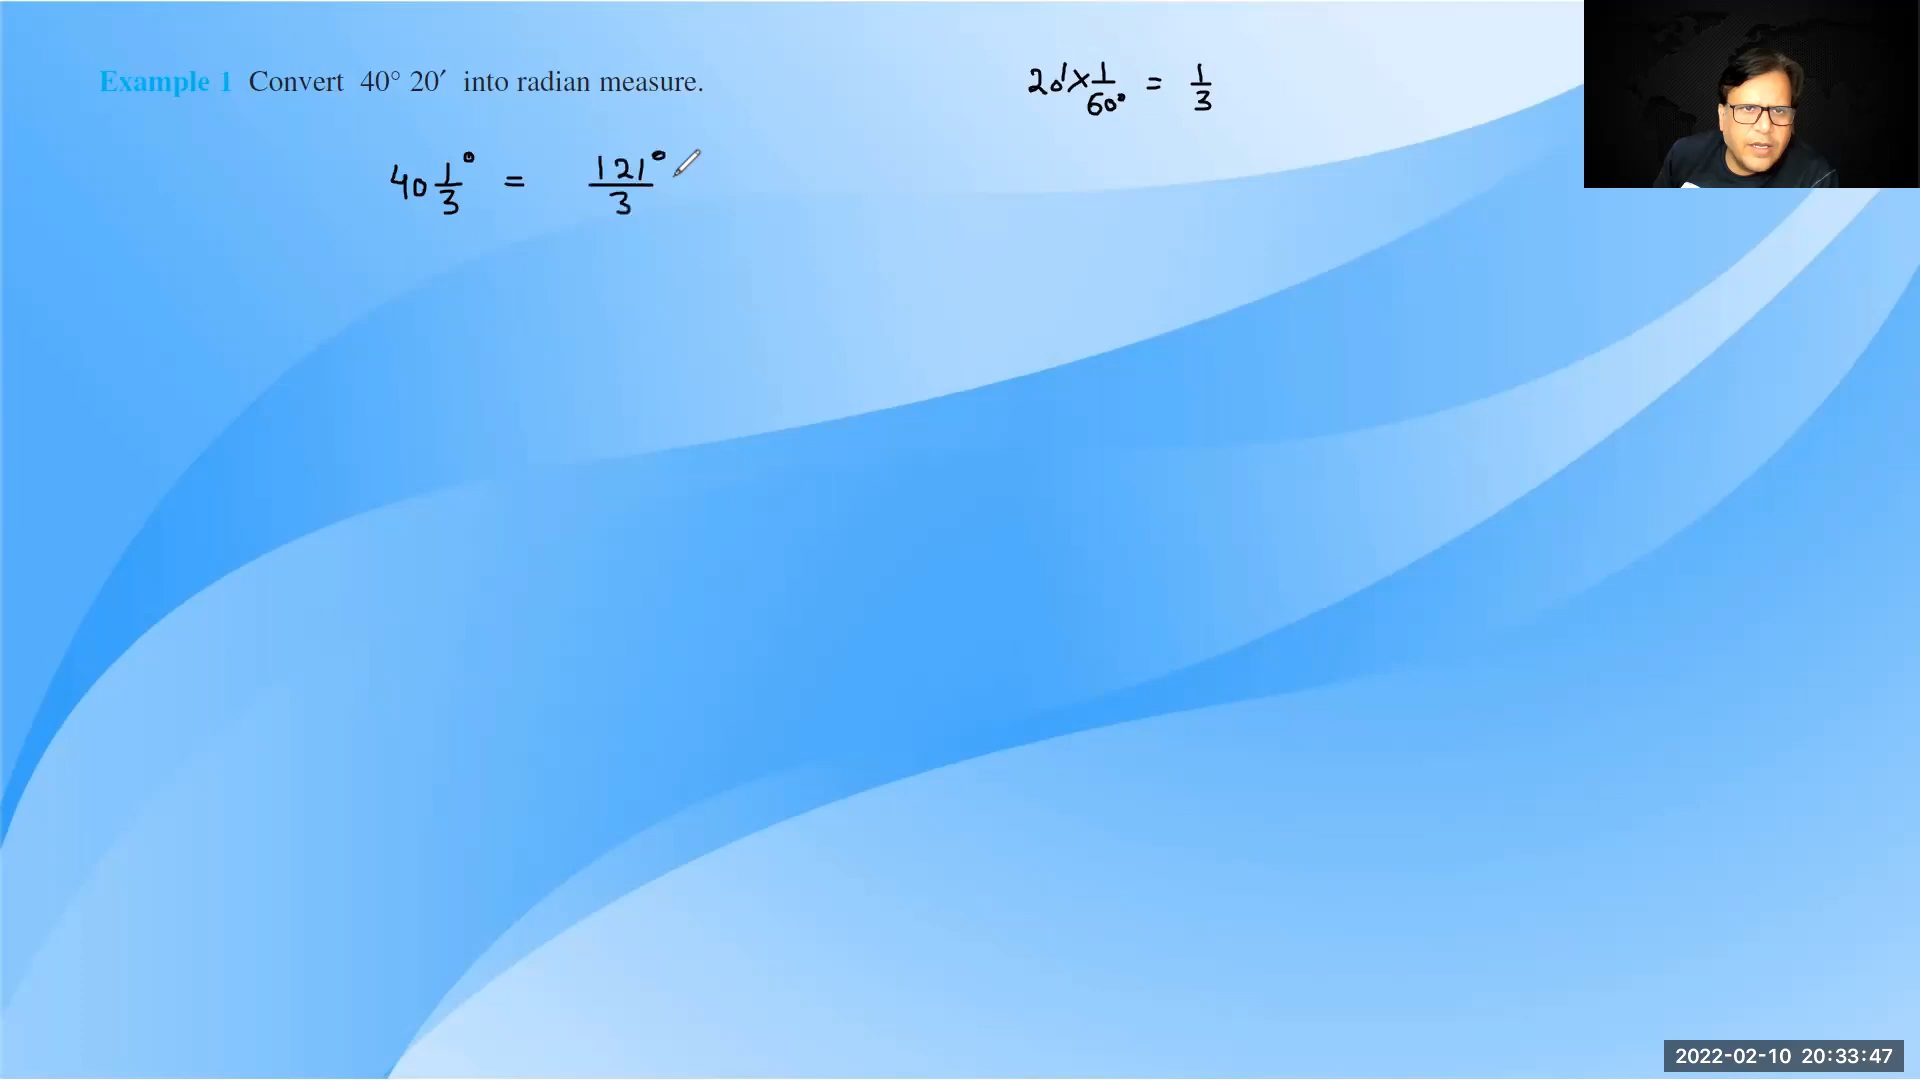 Example 1 Convert 40° 20′ into radian measure.
20′ × 1/60° = 1/3
40 1/3° = 121°/3
2022-02-10 20:33:47